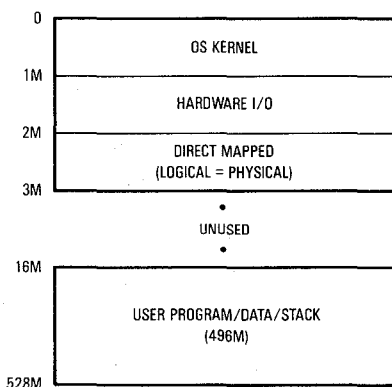 0
OS KERNEL
1M
HARDWARE I/O
2M
DIRECT MAPPED
(LOGICAL = PHYSICAL)
3M
UNUSED
16M
USER PROGRAM/DATA/STACK
(496M)
528M